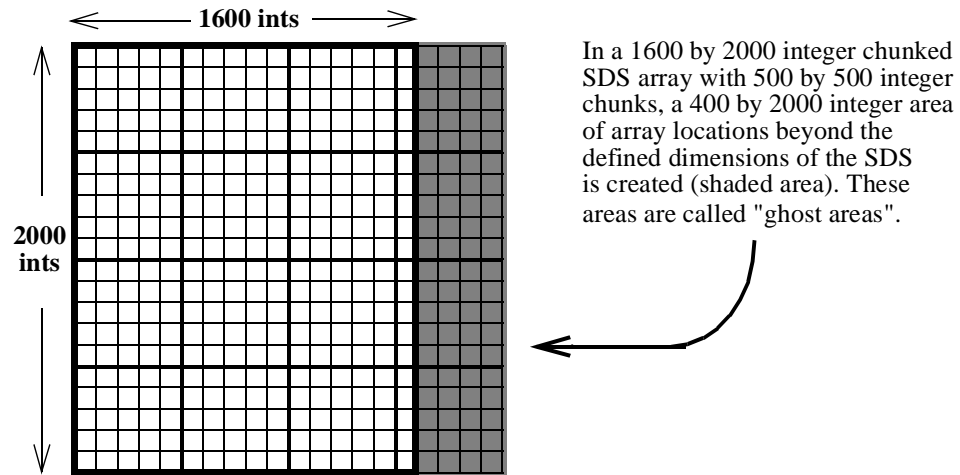 1600 ints
In a 1600 by 2000 integer chunked
SDS array with 500 by 500 integer
chunks, a 400 by 2000 integer area
of array locations beyond the
defined dimensions of the SDS
is created (shaded area). These
areas are called "ghost areas".
2000
ints